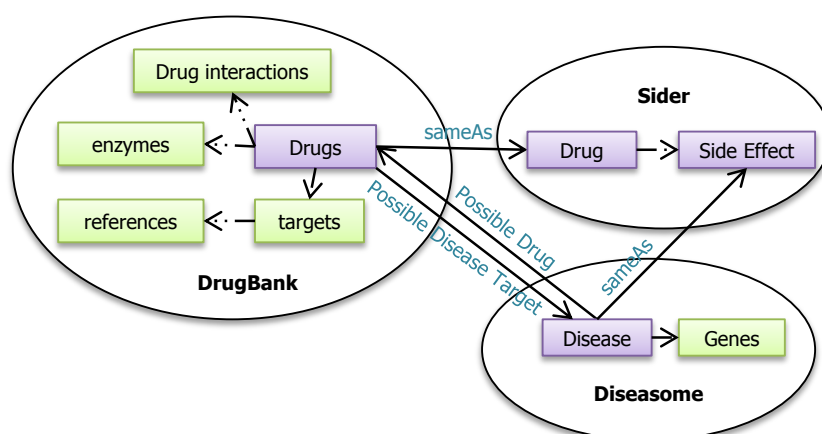 Drug interactions
Sider
enzymes
Drugs
sameAs
Drug
Side Effect
references
targets
Possible Drug
Possible Disease Target
sameAs
DrugBank
Disease
Genes
Diseasome